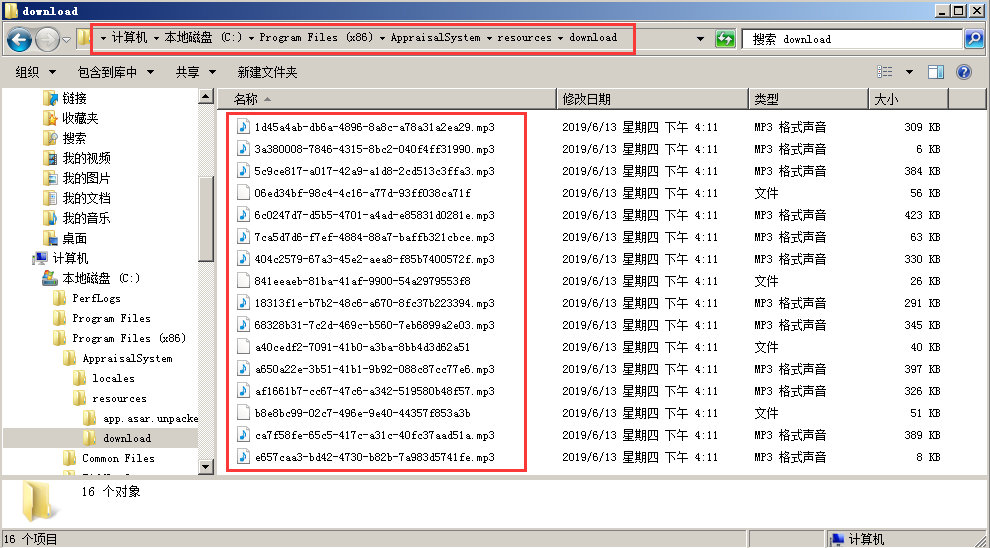 download
计算机 本地磁盘 (C:) Program Files (x86) AppraisalSystem resources download
搜索 download
组织 包含到库中 共享 新建文件夹
链接
收藏夹
搜索
我的视频
我的图片
我的文档
我的音乐
桌面
计算机
本地磁盘 (C:)
PerfLogs
Program Files
Program Files (x86)
AppraisalSystem
locales
resources
app.asar.unpacke
download
Common Files
名称 修改日期 类型 大小
1d45a4ab-db6a-4896-8a8c-a78a31a2ea29.mp3 2019/6/13 星期四 下午 4:11 MP3 格式声音 309 KB
3a380008-7846-4315-8bc2-040f4ff31990.mp3 2019/6/13 星期四 下午 4:11 MP3 格式声音 6 KB
5c9ce817-a017-42a9-a1d8-2cd513c3ffa3.mp3 2019/6/13 星期四 下午 4:11 MP3 格式声音 384 KB
06ed34bf-98c4-4c16-a77d-93ff038ca71f 2019/6/13 星期四 下午 4:11 文件 56 KB
6c0247d7-d5b5-4701-a4ad-e85831d0281e.mp3 2019/6/13 星期四 下午 4:11 MP3 格式声音 423 KB
7ca5d7d6-f7ef-4884-88a7-baffb321cbce.mp3 2019/6/13 星期四 下午 4:11 MP3 格式声音 63 KB
404c2579-67a3-45e2-aea8-f85b7400572f.mp3 2019/6/13 星期四 下午 4:11 MP3 格式声音 330 KB
841eeaeb-81ba-41af-9900-54a2979553f8 2019/6/13 星期四 下午 4:11 文件 26 KB
18313f1e-b7b2-48c6-a670-8fc37b223394.mp3 2019/6/13 星期四 下午 4:11 MP3 格式声音 291 KB
68328b31-7c2d-469c-b560-7eb6899a2e03.mp3 2019/6/13 星期四 下午 4:11 MP3 格式声音 345 KB
a40cedf2-7091-41b0-a3ba-8bb4d3d62a51 2019/6/13 星期四 下午 4:11 文件 40 KB
a650a22e-3b51-41b1-9b92-088c87cc77e6.mp3 2019/6/13 星期四 下午 4:11 MP3 格式声音 397 KB
af1661b7-cc67-47c6-a342-519580b48f57.mp3 2019/6/13 星期四 下午 4:11 MP3 格式声音 326 KB
b8e8bc99-02c7-496e-9e40-44357f853a3b 2019/6/13 星期四 下午 4:11 文件 51 KB
ca7f58fe-65c5-417c-a31c-40fc37aad51a.mp3 2019/6/13 星期四 下午 4:11 MP3 格式声音 389 KB
e657caa3-bd42-4730-b82b-7a983d5741fe.mp3 2019/6/13 星期四 下午 4:11 MP3 格式声音 8 KB
16 个对象
16 个项目 计算机